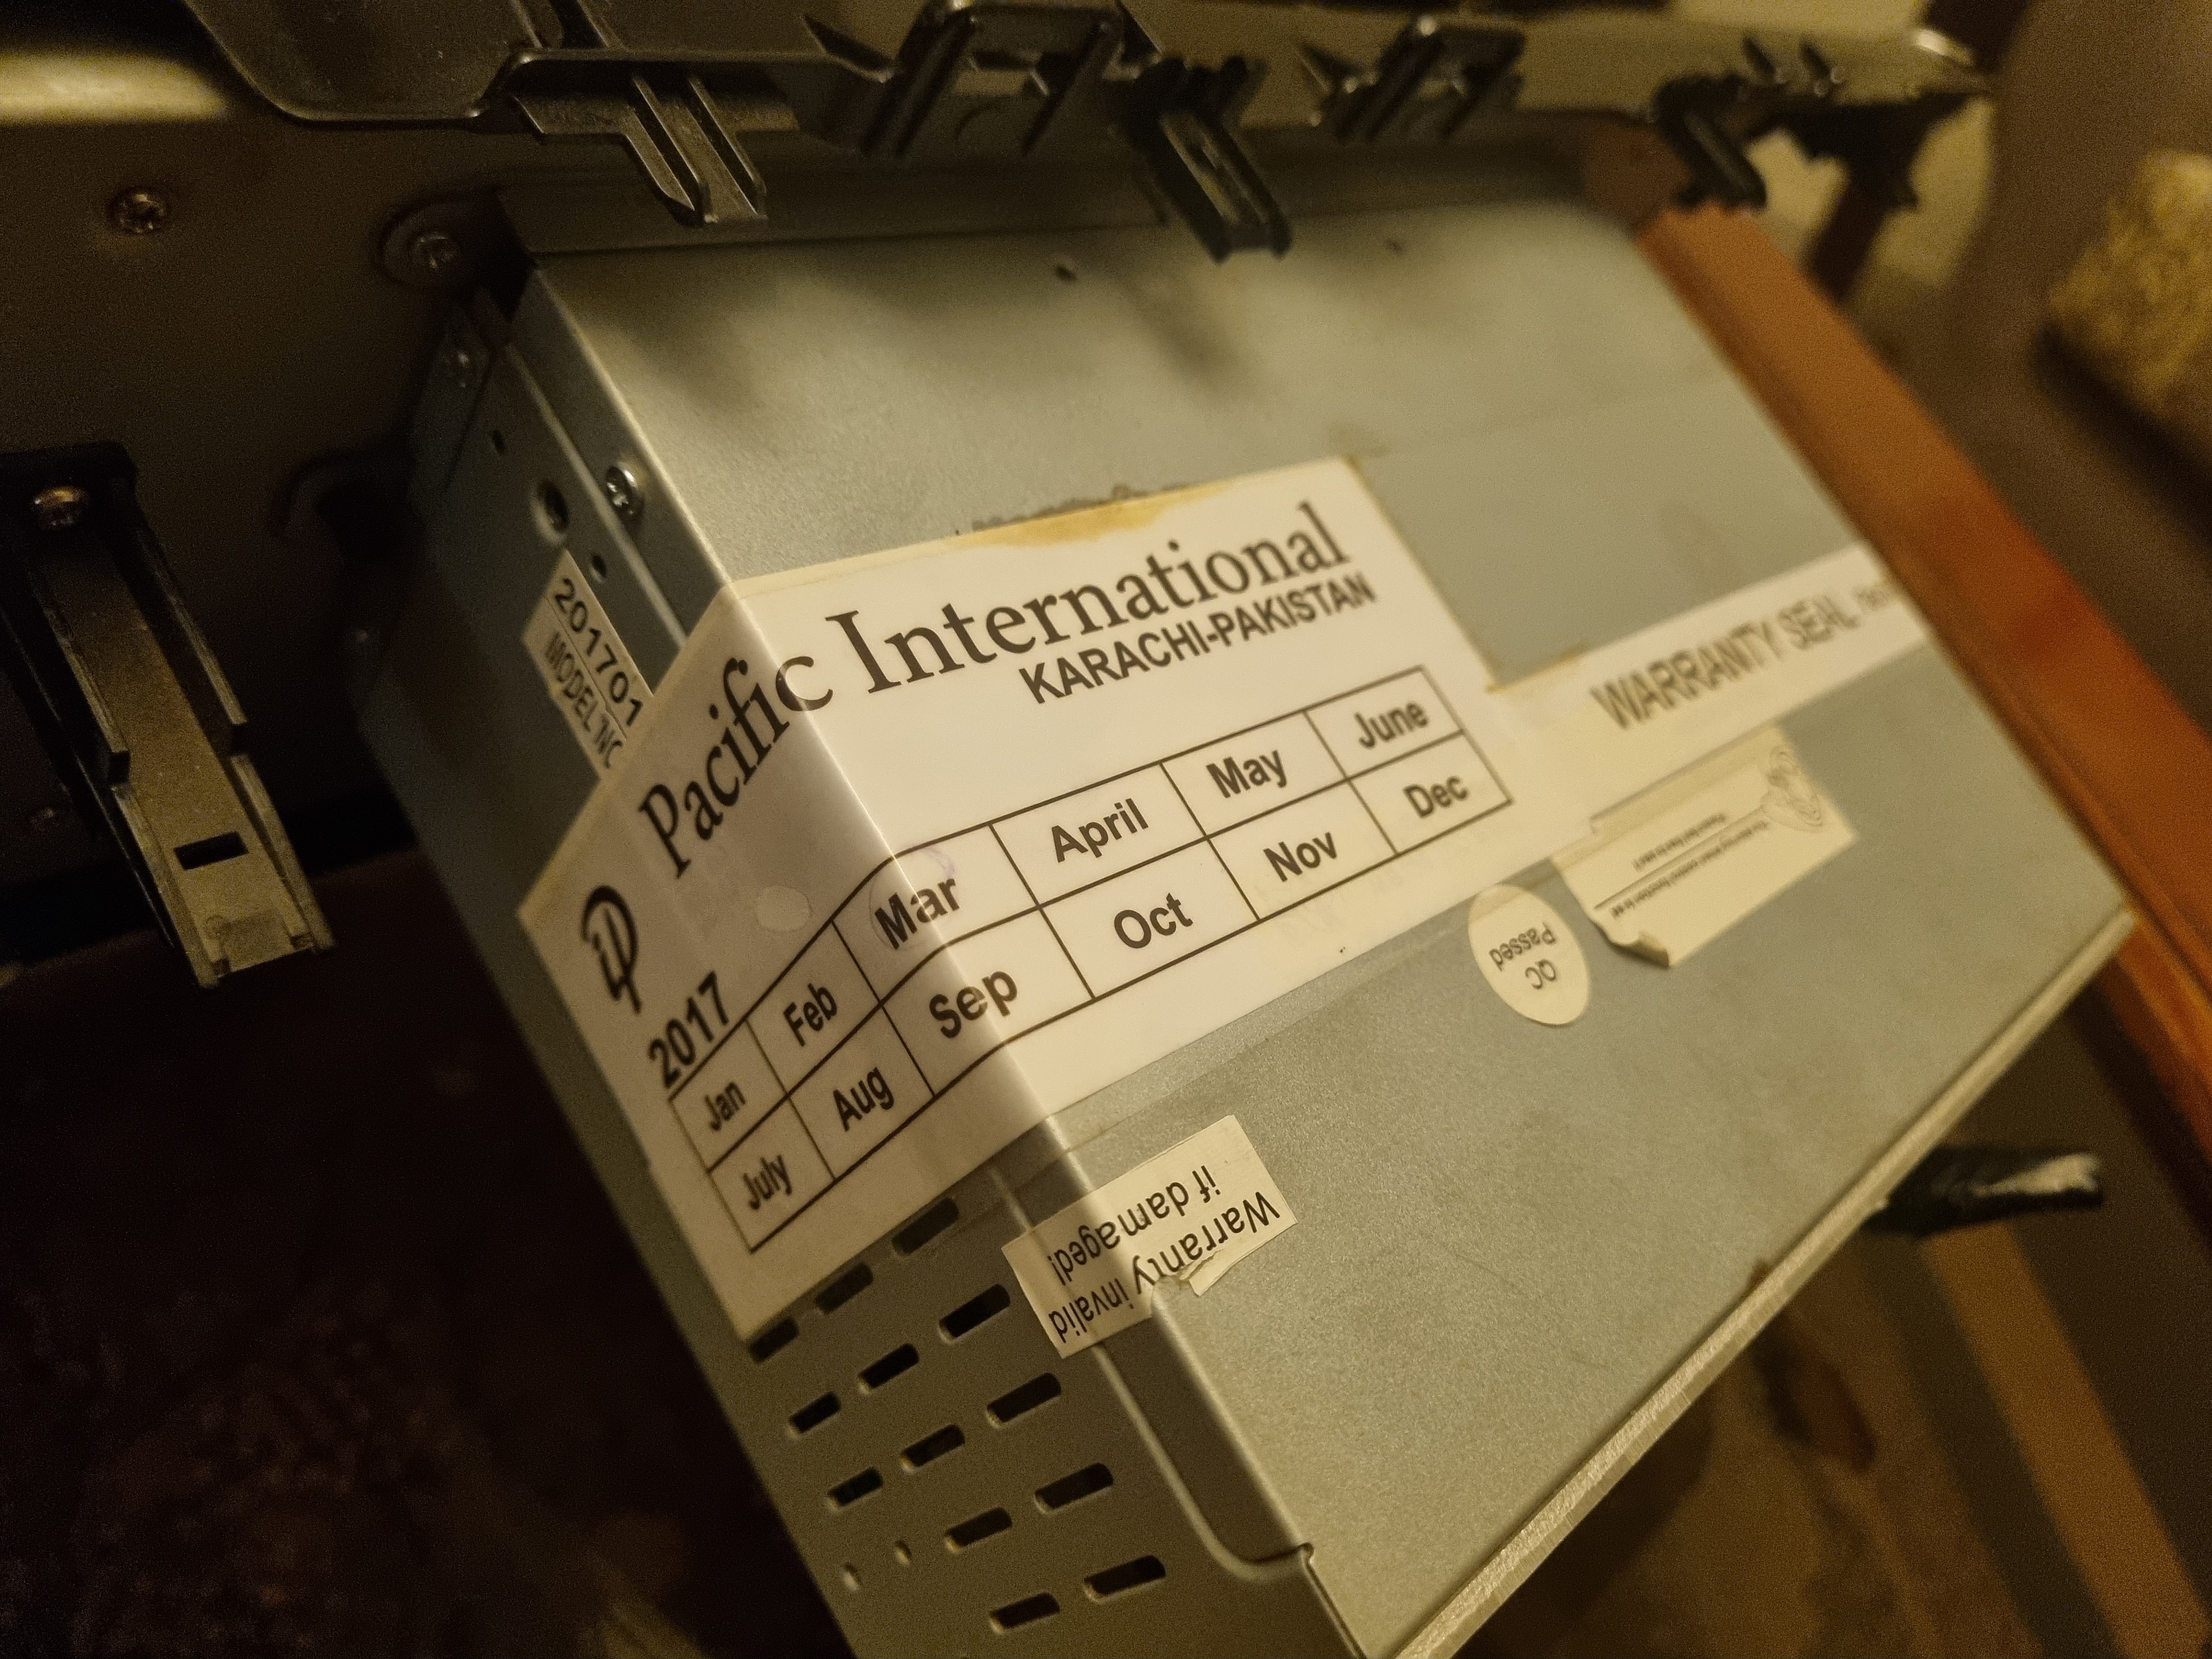 201701
MODEL NO
Pacific International
KARACHI-PAKISTAN
2017
Jan Feb Mar April May June
July Aug Sep Oct Nov Dec
WARRANTY SEAL
QC
Passed
Warranty invalid
if damaged!